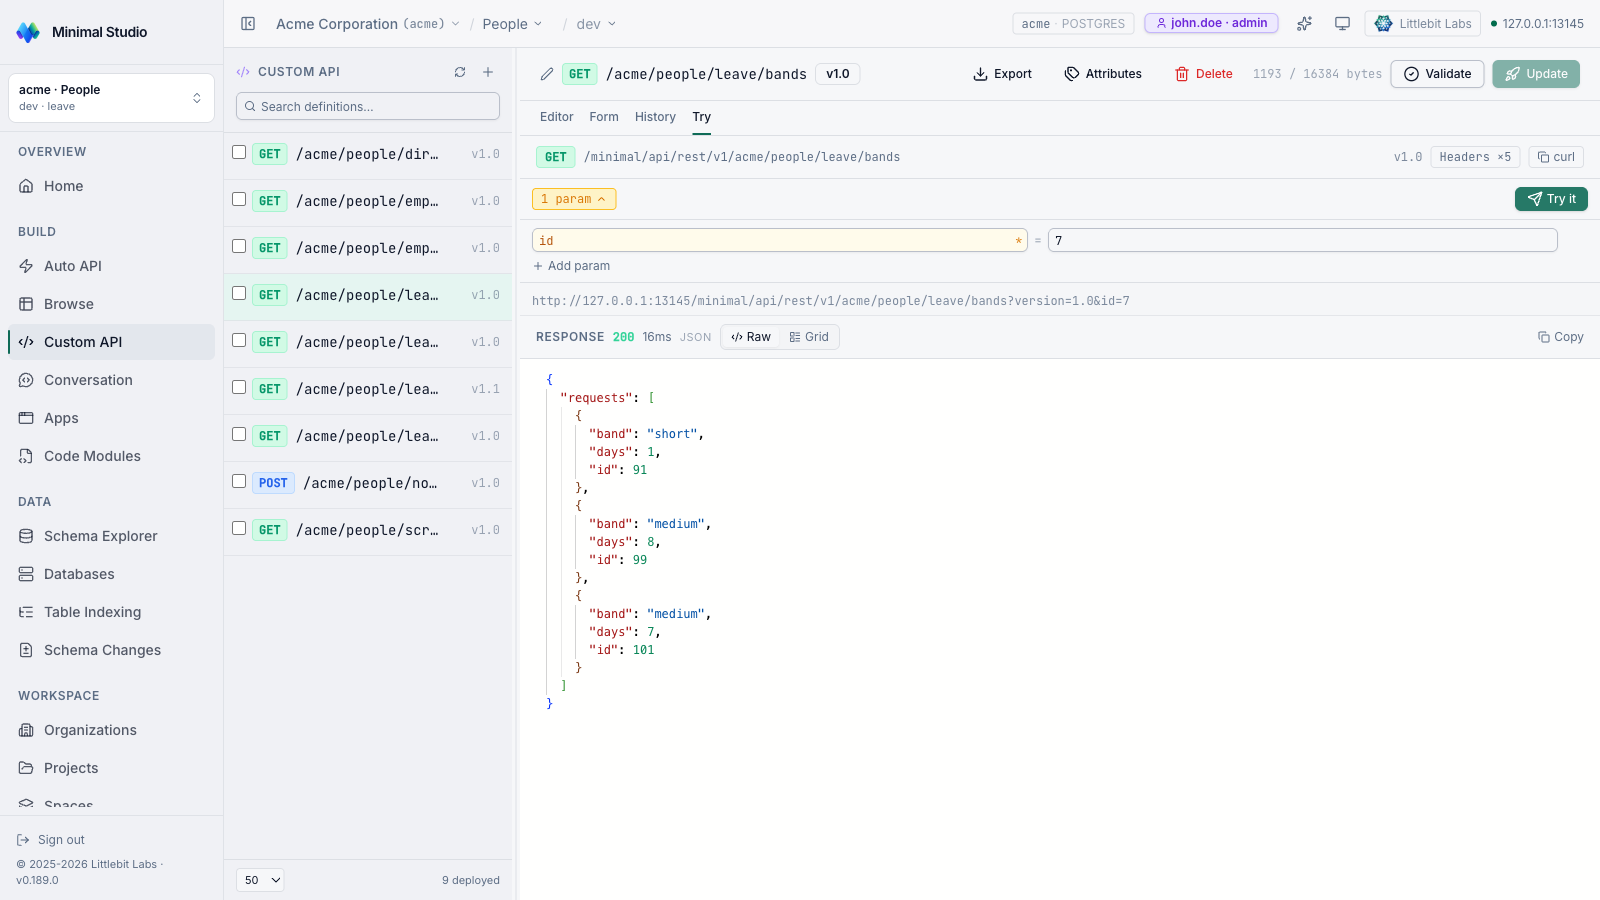 Minimal Studio
acme · People
dev · leave
OVERVIEW
Home
BUILD
Auto API
Browse
Custom API
Conversation
Apps
Code Modules
DATA
Schema Explorer
Databases
Table Indexing
Schema Changes
WORKSPACE
Organizations
Projects
Spaces
Sign out
© 2025-2026 Littlebit Labs ·
v0.189.0
Acme Corporation (acme) / People / dev
acme · POSTGRES
john.doe · admin
Littlebit Labs
127.0.0.1:13145
CUSTOM API
Search definitions...
GET /acme/people/dir… v1.0
GET /acme/people/emp… v1.0
GET /acme/people/emp… v1.0
GET /acme/people/lea… v1.0
GET /acme/people/lea… v1.0
GET /acme/people/lea… v1.1
GET /acme/people/lea… v1.0
POST /acme/people/no… v1.0
GET /acme/people/scr… v1.0
50
9 deployed
GET /acme/people/leave/bands v1.0
Export
Attributes
Delete
1193 / 16384 bytes
Validate
Update
Editor Form History Try
GET /minimal/api/rest/v1/acme/people/leave/bands
v1.0 Headers ×5 curl
1 param
Try it
id * = 7
+ Add param
http://127.0.0.1:13145/minimal/api/rest/v1/acme/people/leave/bands?version=1.0&id=7
RESPONSE 200 16ms JSON Raw Grid
Copy
{
"requests": [
{
"band": "short",
"days": 1,
"id": 91
},
{
"band": "medium",
"days": 8,
"id": 99
},
{
"band": "medium",
"days": 7,
"id": 101
}
]
}